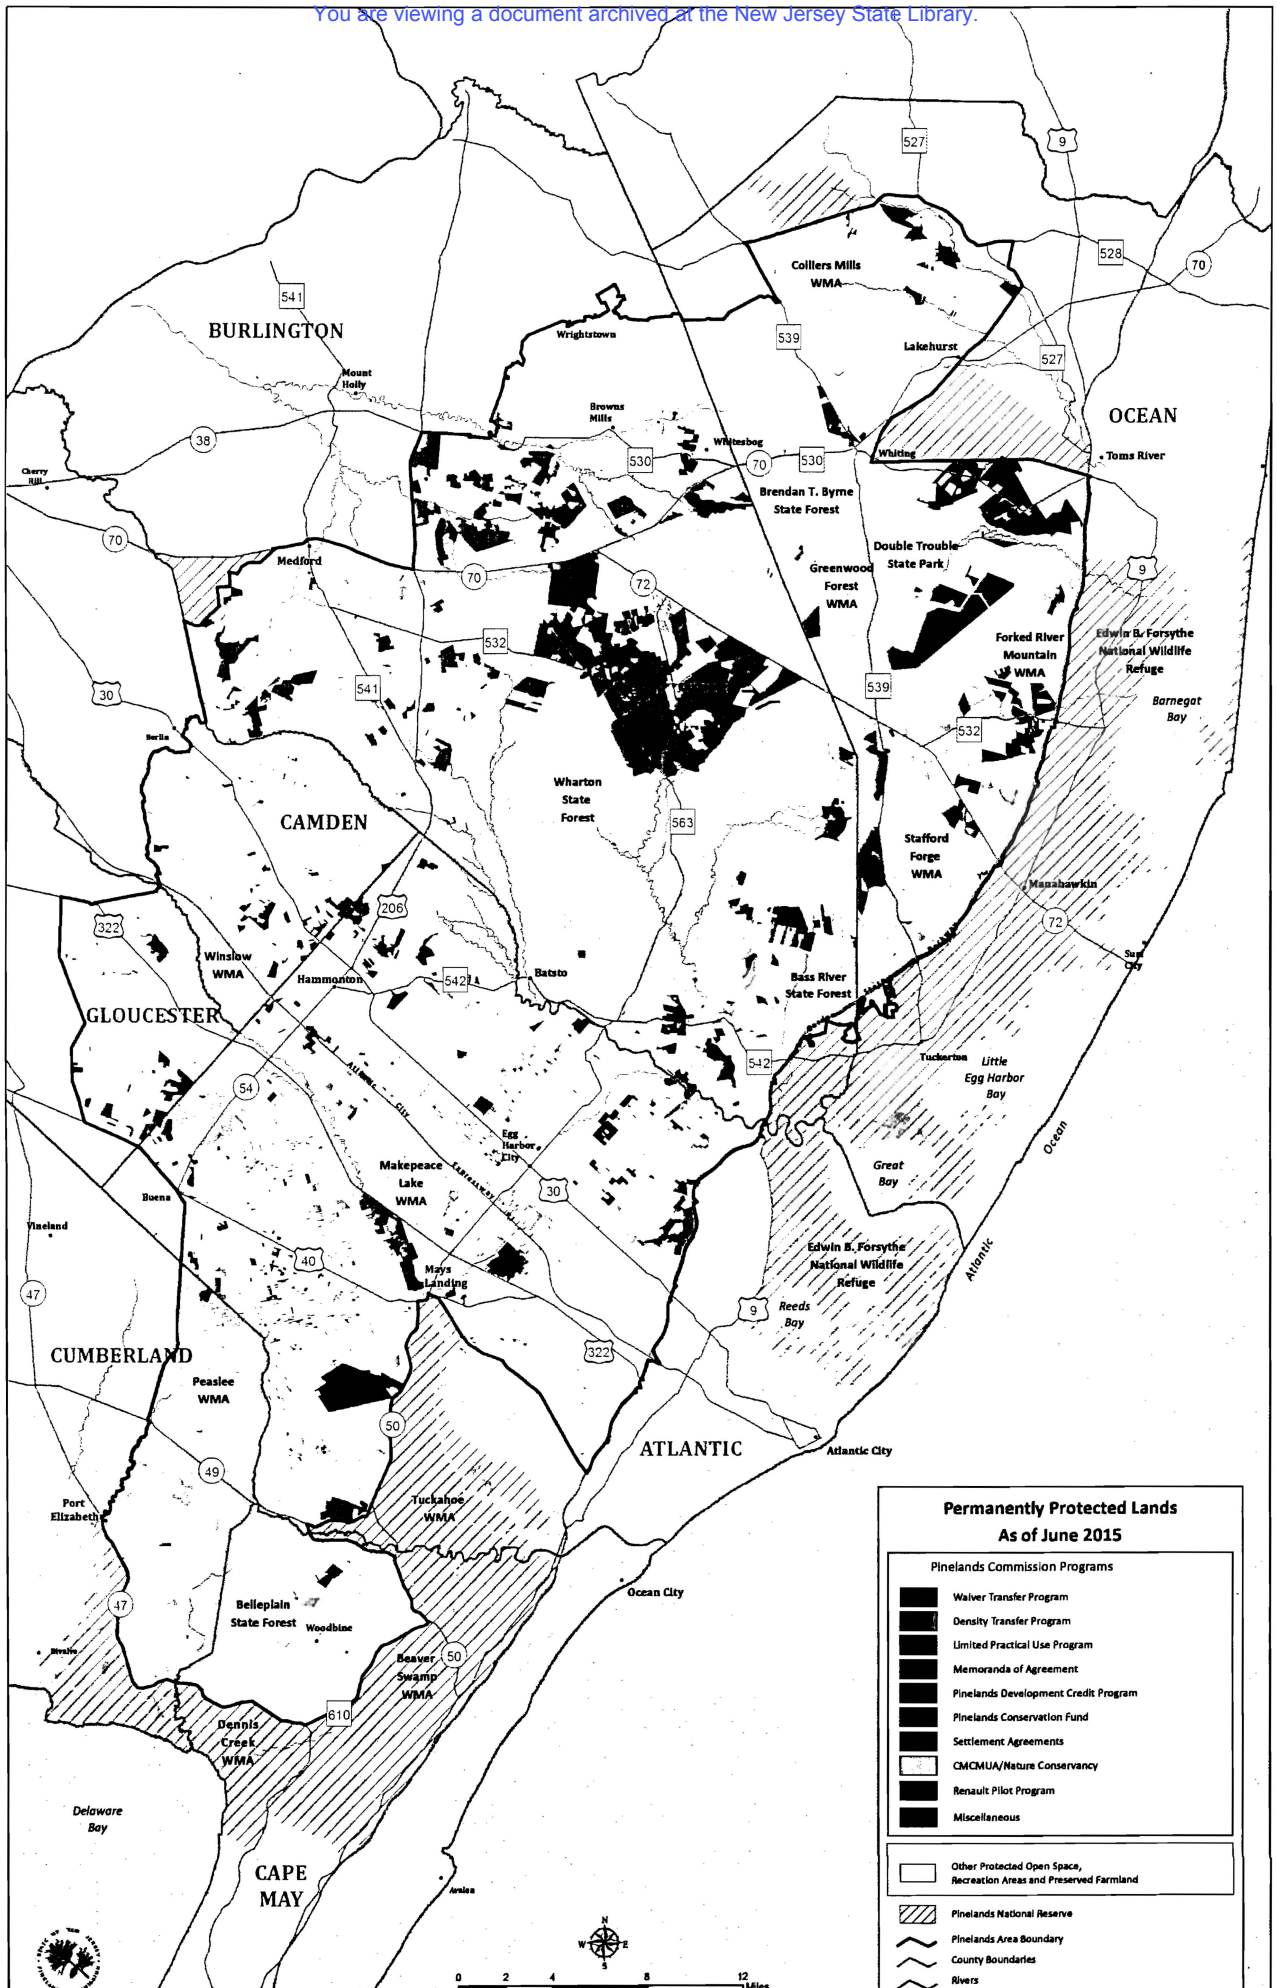 You are viewing a document archived at the New Jersey State Library.
527
9
528
70
Colliers Mills
WMA
541
BURLINGTON
Wrightstown
539
Lakehurst
527
Mount
Holly
Browns
Mills
OCEAN
38
Whitesbog
530
70
530
Whiting
Toms River
Cherry
Hill
Brendan T. Byrne
State Forest
70
Medford
70
72
Double Trouble
State Park
Greenwood
Forest
WMA
9
532
Forked River
Mountain
WMA
Edwin B. Forsythe
National Wildlife
Refuge
30
541
539
Barnegat
Bay
532
Berlin
Wharton
State
Forest
CAMDEN
563
Stafford
Forge
WMA
Manahawkin
322
206
72
Winslow
WMA
Hammonton
542
Batsto
Surf
City
Bass River
State Forest
GLOUCESTER
542
Tuckerton
Little
Egg Harbor
Bay
54
Atlantic City Expressway
Egg
Harbor
City
Great
Bay
Ocean
Makepeace
Lake
WMA
30
Buena
Vineland
40
Mays
Landing
Edwin B. Forsythe
National Wildlife
Refuge
Atlantic
47
9
Reeds
Bay
322
CUMBERLAND
Peaslee
WMA
50
ATLANTIC
Atlantic City
49
Port
Elizabeth
Tuckahoe
WMA
47
Belleplain
State Forest
Woodbine
Ocean City
Bivalve
Beaver
Swamp
WMA
50
610
Dennis
Creek
WMA
Delaware
Bay
CAPE
MAY
Avalon
N
W E
S
0 2 4 8 12
Miles
Permanently Protected Lands
As of June 2015
Pinelands Commission Programs
Waiver Transfer Program
Density Transfer Program
Limited Practical Use Program
Memoranda of Agreement
Pinelands Development Credit Program
Pinelands Conservation Fund
Settlement Agreements
CMCMUA/Nature Conservancy
Renault Pilot Program
Miscellaneous
Other Protected Open Space,
Recreation Areas and Preserved Farmland
Pinelands National Reserve
Pinelands Area Boundary
County Boundaries
Rivers